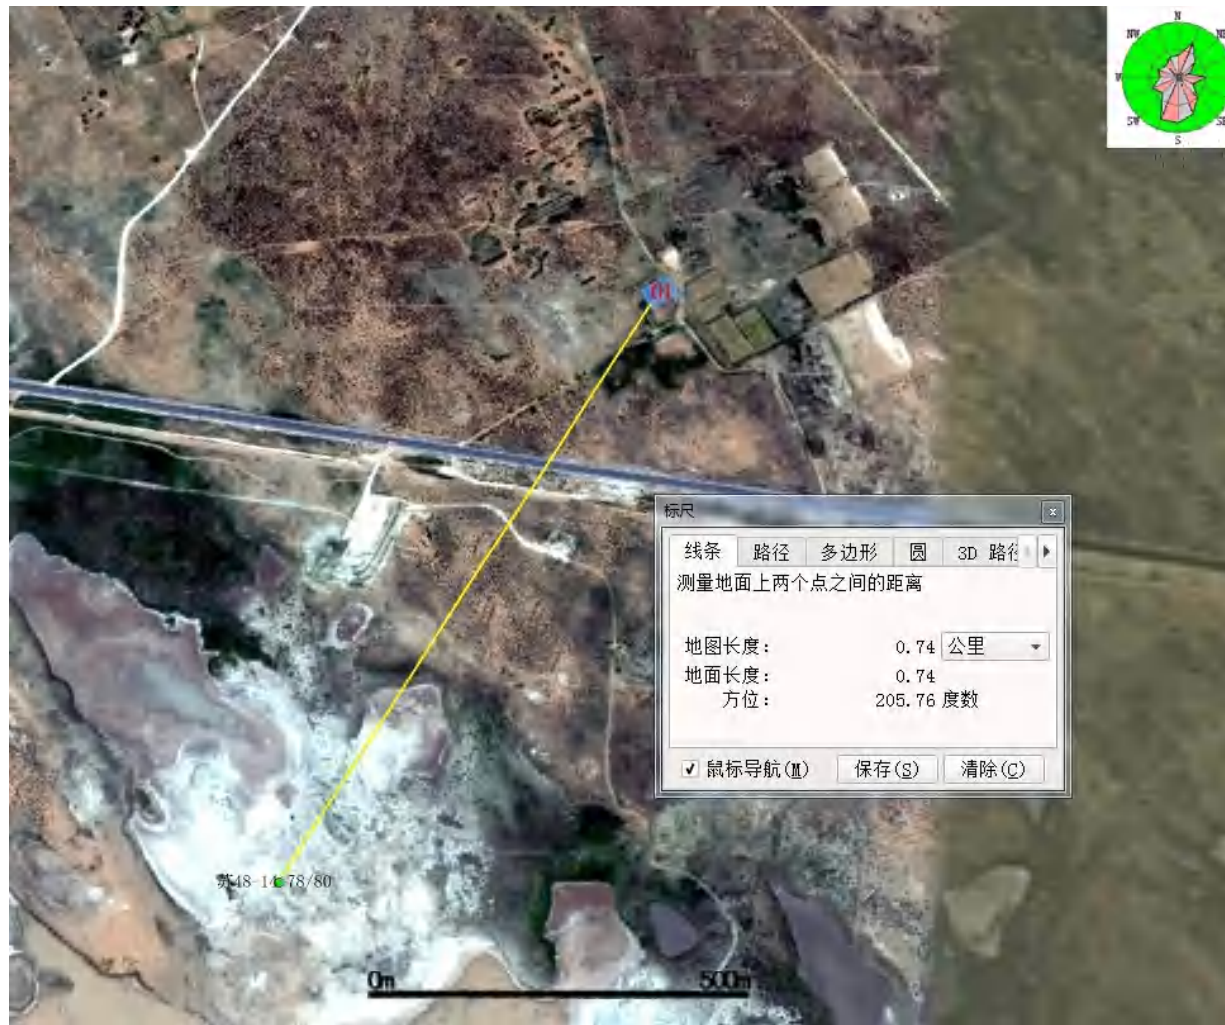 N
NW
NE
W
SW
SE
S
01
标尺
线条 路径 多边形 圆 3D 路径
测量地面上两个点之间的距离
地图长度： 0.74 公里
地面长度： 0.74
方位： 205.76 度数
鼠标导航(M) 保存(S) 清除(C)
苏48-14-78/80
0m 500m